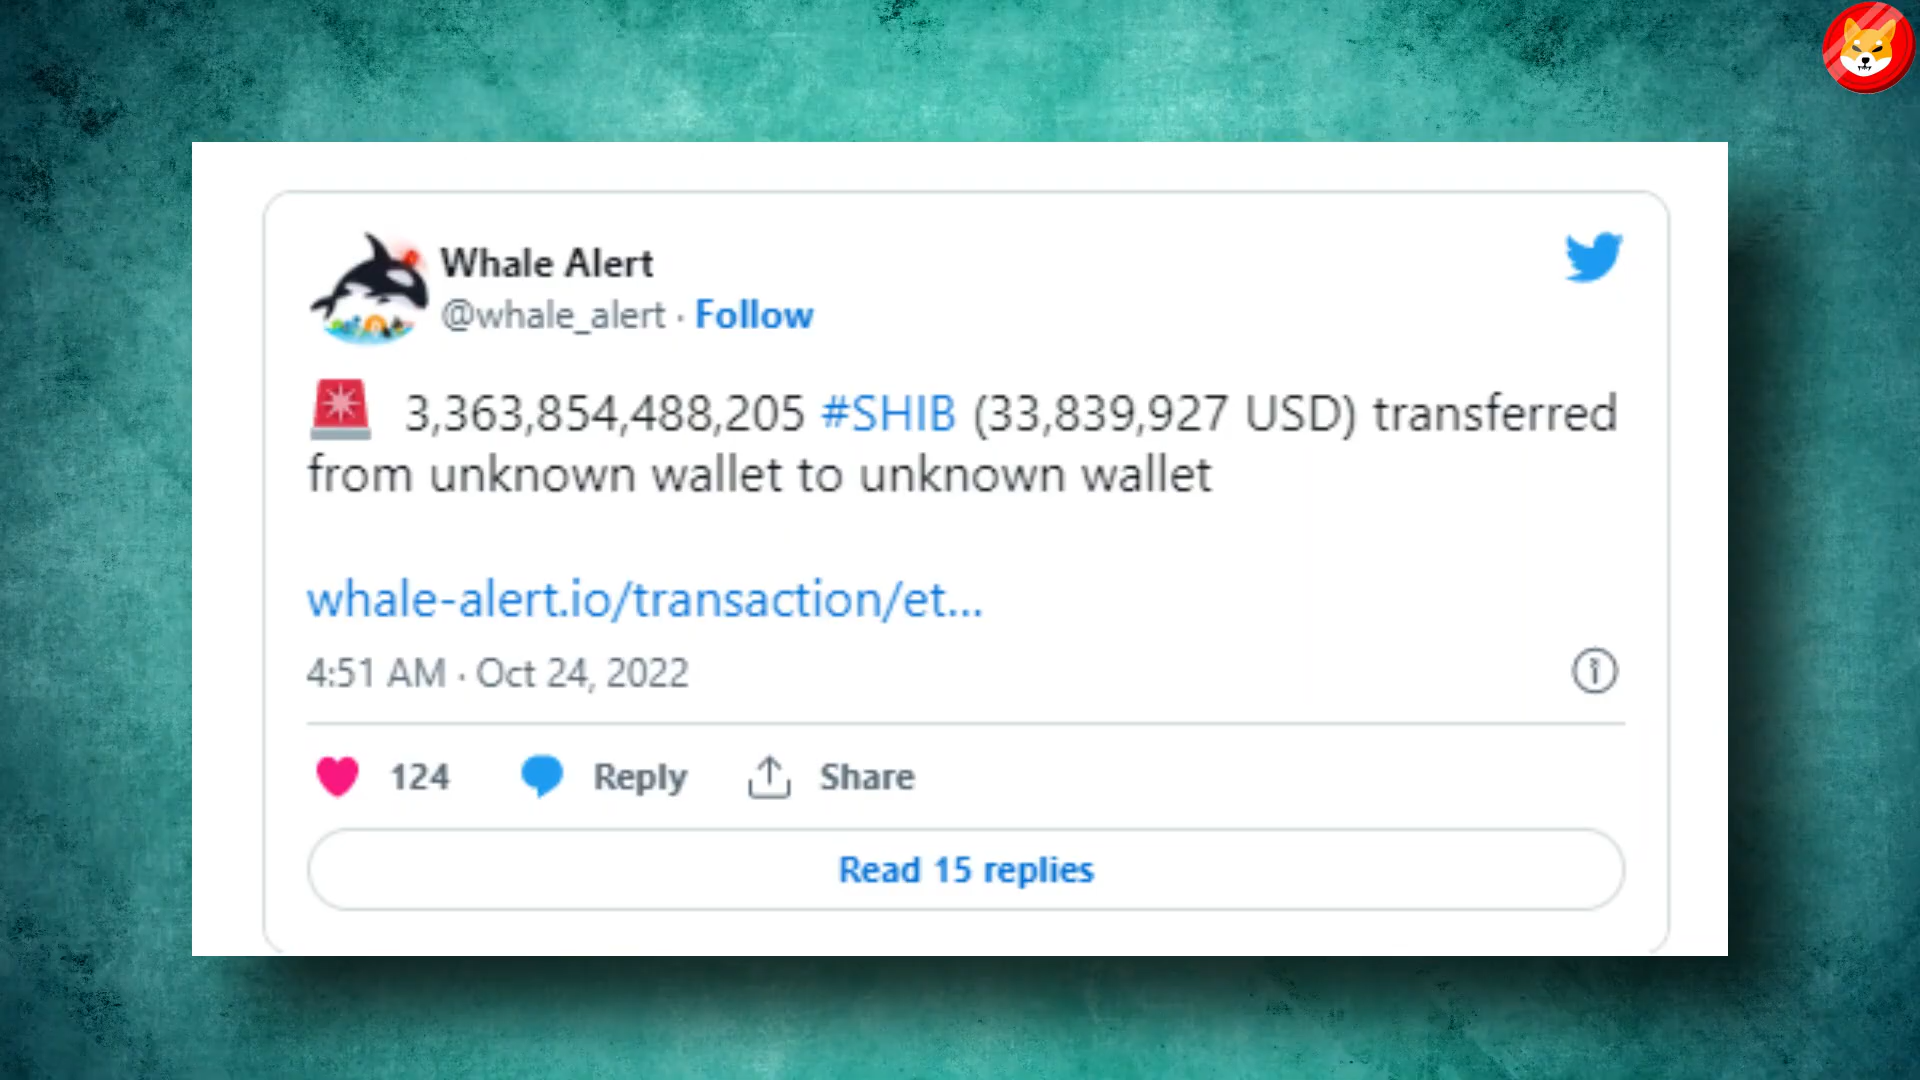 Whale Alert
@whale_alert · Follow
🚨 3,363,854,488,205 #SHIB (33,839,927 USD) transferred
from unknown wallet to unknown wallet
whale-alert.io/transaction/et...
4:51 AM · Oct 24, 2022
124 Reply Share
Read 15 replies